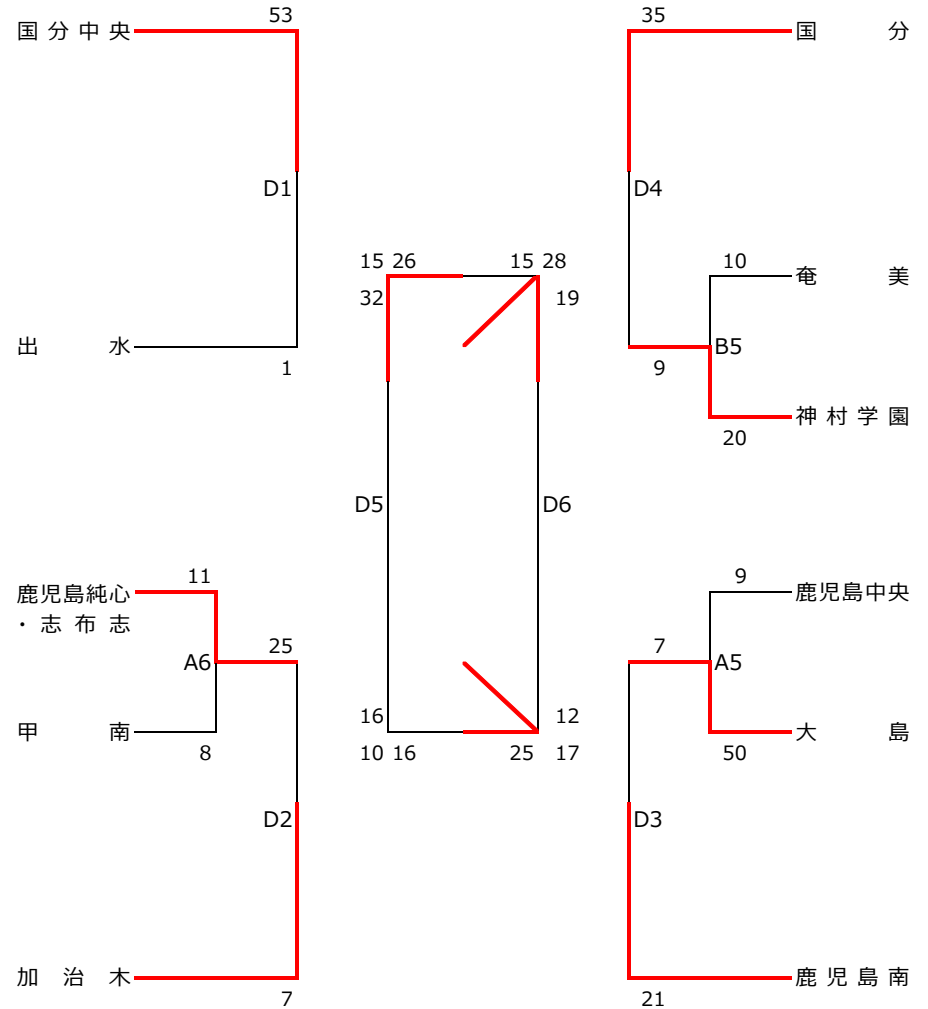 53
35
国分中央
国分
D1
D4
15 26
15 28
10
奄美
32
19
出水
1
9
B5
神村学園
20
D5
D6
11
9
鹿児島純心
・志布志
鹿児島中央
25
7
A6
A5
16
12
甲南
大島
8
10 16
25
17
50
D2
D3
加治木
鹿児島南
7
21